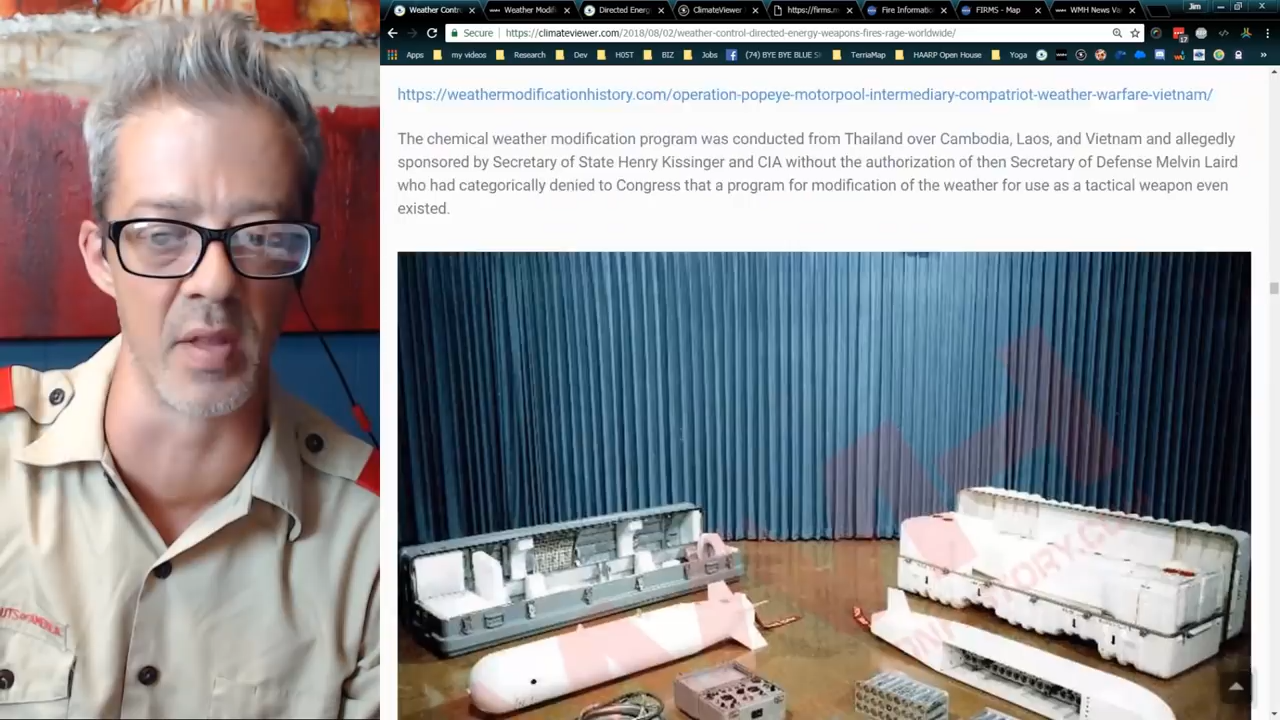 Weather Contr
Weather Modif
Directed Energ
ClimateViewer
https://firms.m
Fire Informatio
FIRMS - Map
WMH News Va
Jim
Secure
https://climateviewer.com/2018/08/02/weather-control-directed-energy-weapons-fires-rage-worldwide/
17
Apps
my videos
Research
Dev
H05T
BIZ
Jobs
(74) BYE BYE BLUE S
TerriaMap
HAARP Open House
Yoga
https://weathermodificationhistory.com/operation-popeye-motorpool-intermediary-compatriot-weather-warfare-vietnam/
The chemical weather modification program was conducted from Thailand over Cambodia, Laos, and Vietnam and allegedly
sponsored by Secretary of State Henry Kissinger and CIA without the authorization of then Secretary of Defense Melvin Laird
who had categorically denied to Congress that a program for modification of the weather for use as a tactical weapon even
existed.